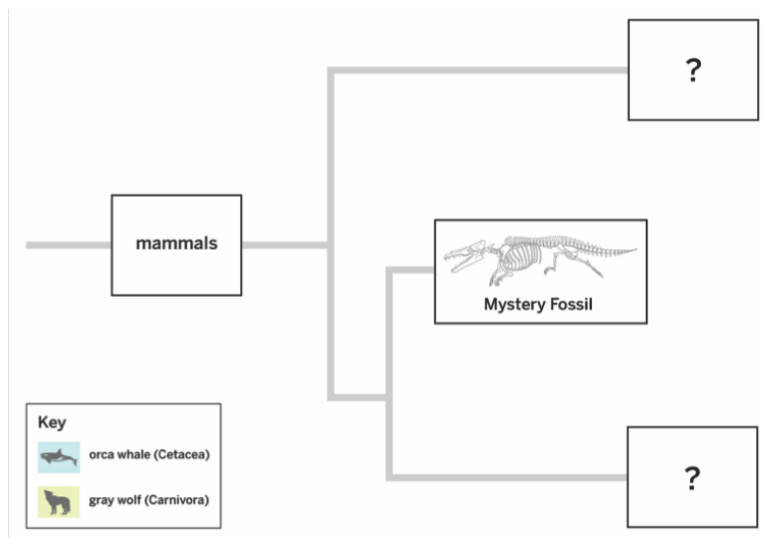 ?
mammals
Mystery Fossil
Key
orca whale (Cetacea)
gray wolf (Carnivora)
?